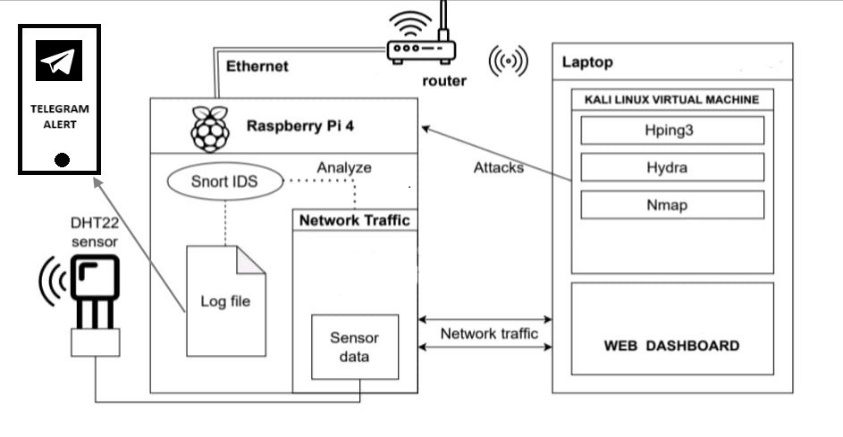 TELEGRAM
ALERT
Ethernet
router
Laptop
KALI LINUX VIRTUAL MACHINE
Hping3
Hydra
Nmap
Raspberry Pi 4
Attacks
Snort IDS
Analyze
Network Traffic
DHT22
sensor
Log file
Sensor
data
Network traffic
WEB DASHBOARD